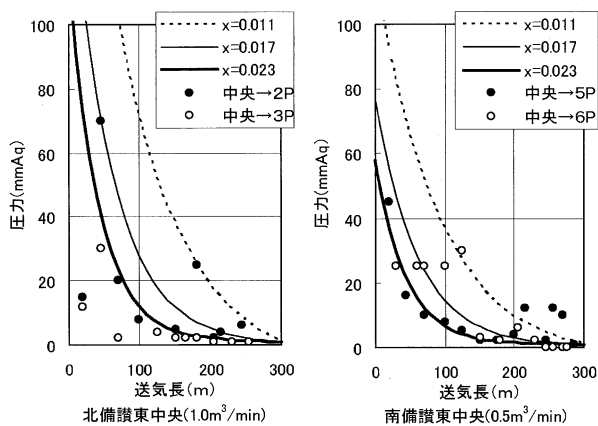 100
80
60
40
20
0
圧力(mmAq)
x=0.011
x=0.017
x=0.023
中央→2P
中央→3P
0 100 200 300
送気長(m)
北備讃東中央(1.0m³/min)
100
80
60
40
20
0
圧力(mmAq)
x=0.011
x=0.017
x=0.023
中央→5P
中央→6P
0 100 200 300
送気長(m)
南備讃東中央(0.5m³/min)